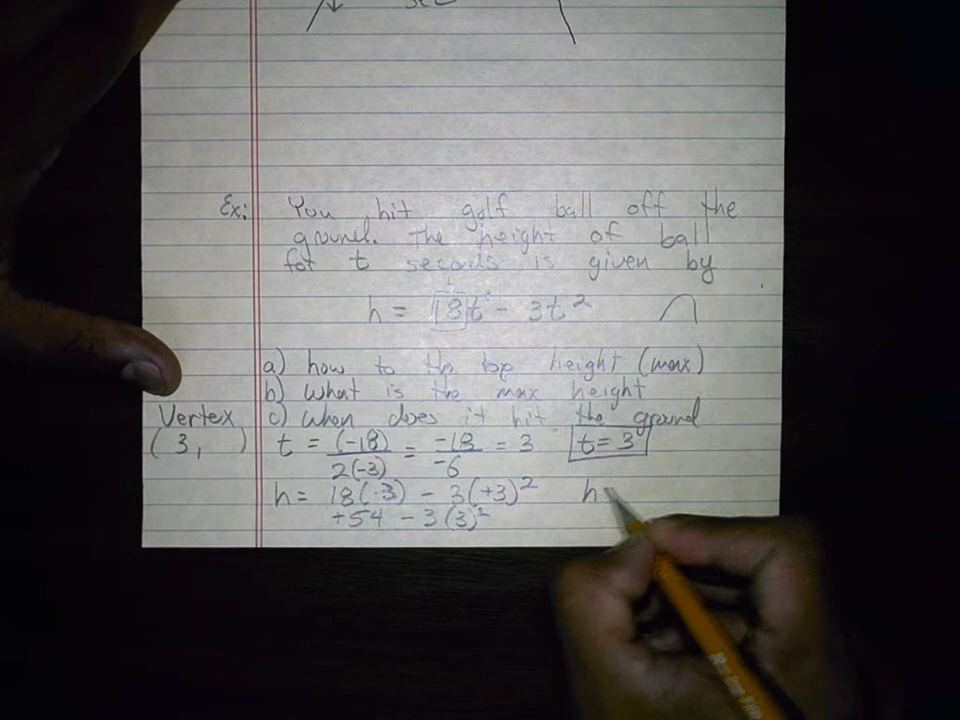 sec
Ex: You hit golf ball off the
ground. The height of ball
for t seconds is given by
h = 18t - 3t²
a) how to the top height (max)
b) What is the max height
c) When does it hit the ground
Vertex
(3, )
t = (-18)/2(-3) = -18/-6 = 3 t = 3
h = 18(3) - 3(+3)² h =
+54 - 3(3)²